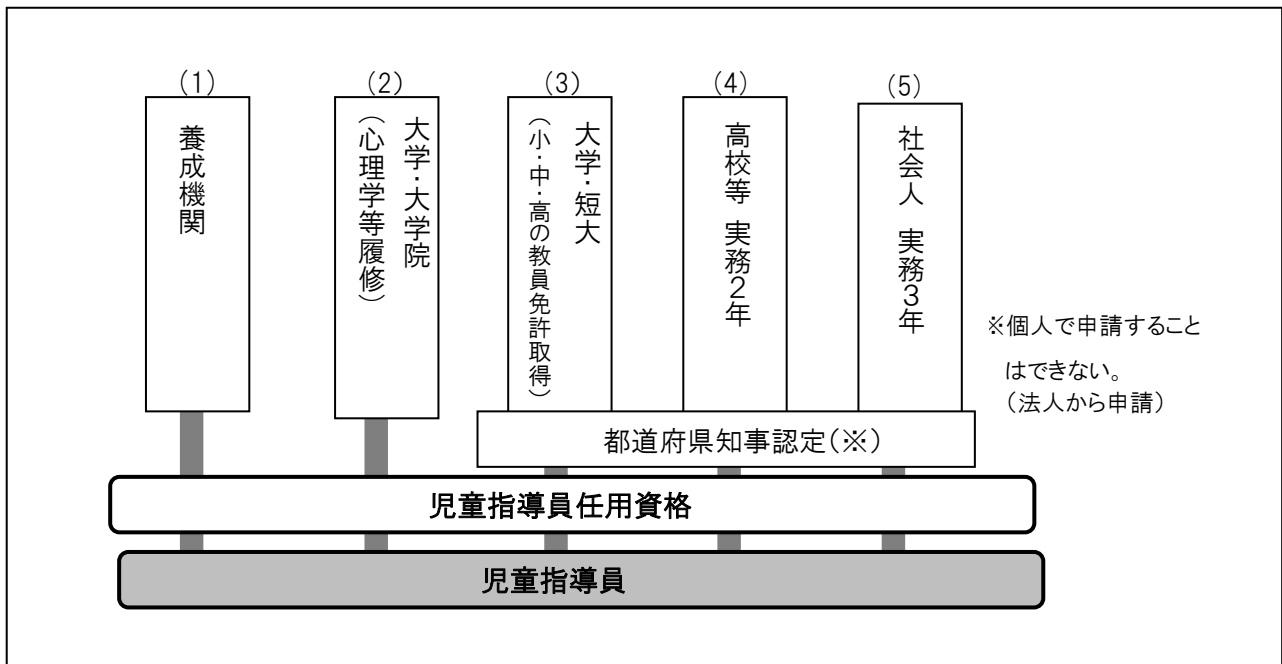 (1)
養成機関
(2)
大学・大学院
(心理学等履修)
(3)
大学・短大
(小・中・高の教員免許取得)
(4)
高校等 実務２年
(5)
社会人 実務３年
※個人で申請すること
はできない。
(法人から申請)
都道府県知事認定(※)
児童指導員任用資格
児童指導員